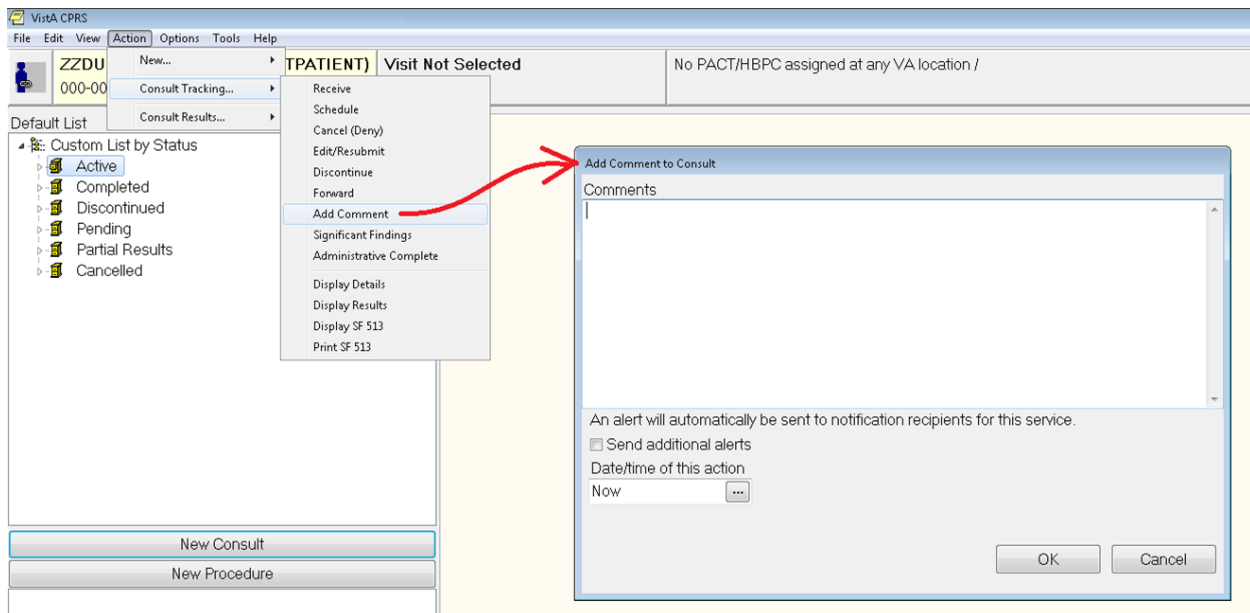 VistA CPRS
File Edit View Action Options Tools Help
ZZDU
000-00
TPATIENT)
Visit Not Selected
No PACT/HBPC assigned at any VA location /
New...
Consult Tracking...
Consult Results...
Receive
Schedule
Cancel (Deny)
Edit/Resubmit
Discontinue
Forward
Add Comment
Significant Findings
Administrative Complete
Display Details
Display Results
Display SF 513
Print SF 513
Default List
Custom List by Status
Active
Completed
Discontinued
Pending
Partial Results
Cancelled
New Consult
New Procedure
Add Comment to Consult
Comments
An alert will automatically be sent to notification recipients for this service.
Send additional alerts
Date/time of this action
Now ...
OK Cancel